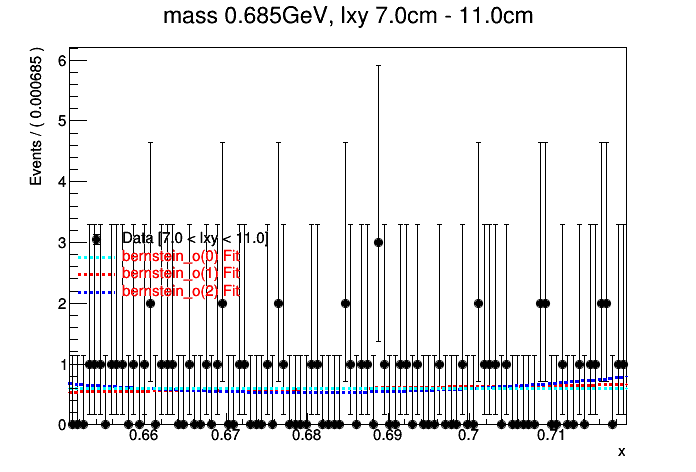 mass 0.685GeV, lxy 7.0cm - 11.0cm
Events / ( 0.000685 )
6
5
4
3
2
1
0
Data [7.0 < lxy < 11.0]
bernstein_o(0) Fit
bernstein_o(1) Fit
bernstein_o(2) Fit
0.66 0.67 0.68 0.69 0.7 0.71
x